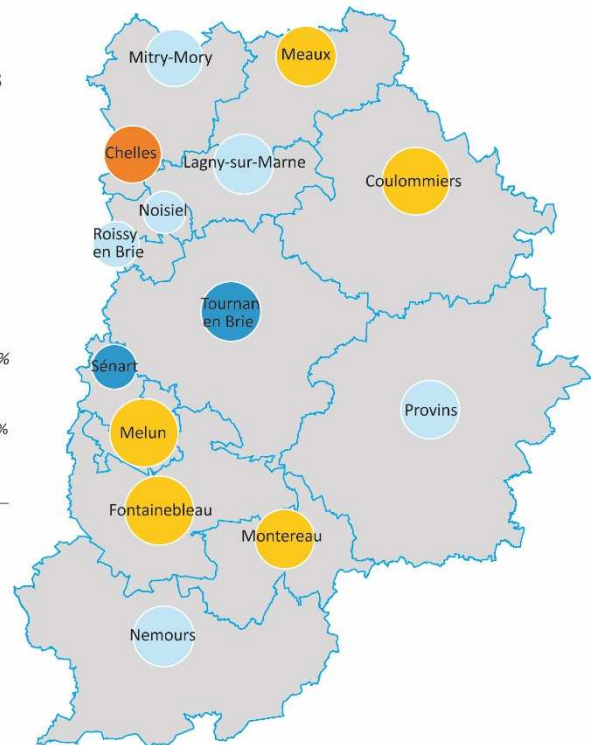 Mitry-Mory
Meaux
3
Chelles
Lagny-sur-Marne
Coulommiers
Noisiel
Roissy
en Brie
Tournan
en Brie
%
Sénart
Provins
%
Melun
Fontainebleau
Montereau
Nemours